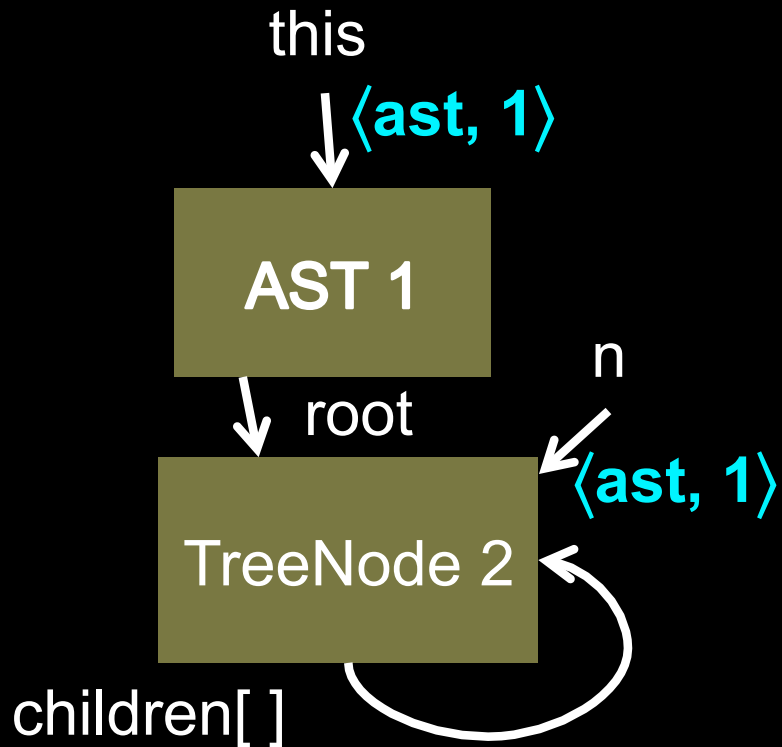 this
⟨ast, 1⟩
AST 1
n
root
⟨ast, 1⟩
TreeNode 2
children[ ]